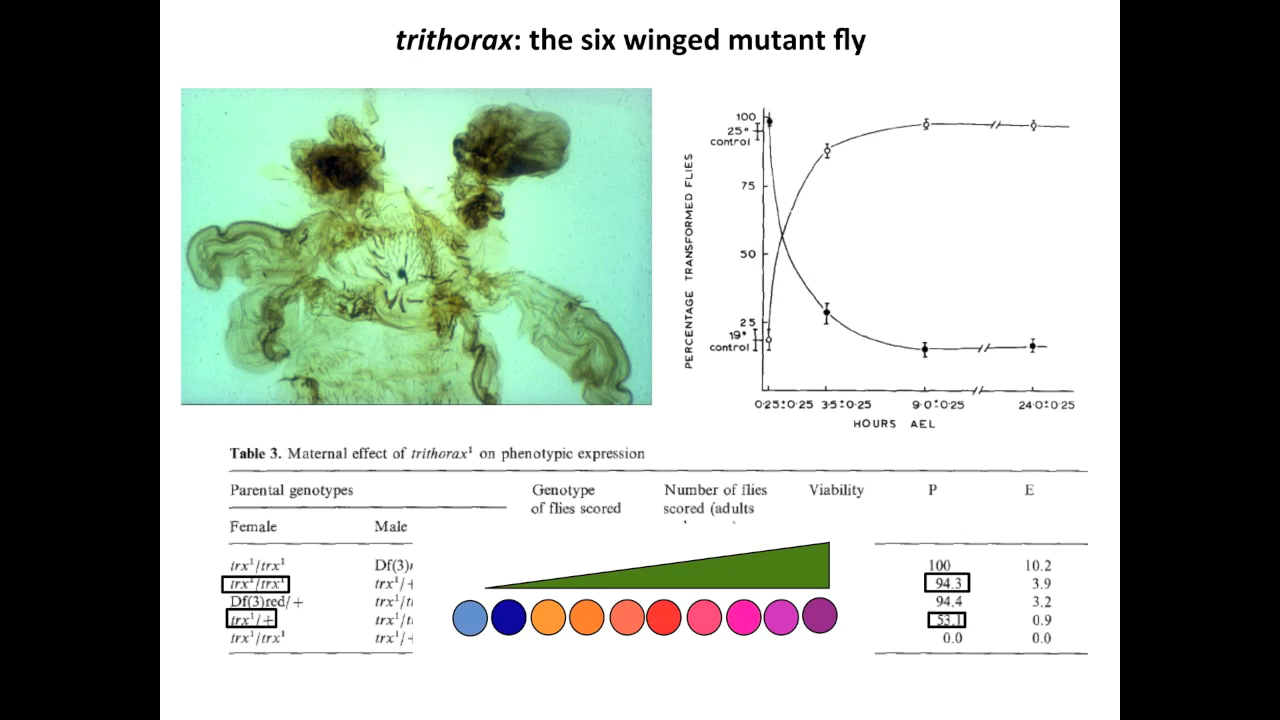 trithorax: the six winged mutant fly
PERCENTAGE TRANSFORMED FLIES
100
25° control
75
50
25
19° control
0·25±0·25 3·5±0·25 9·0±0·25 24·0±0·25
HOURS AEL
Table 3. Maternal effect of trithorax¹ on phenotypic expression
Parental genotypes Genotype Number of flies Viability P E
of flies scored scored (adults
Female Male
trx¹/trx¹ Df(3) 100 10.2
trx¹/trx¹ trx¹/+ 94.3 3.9
Df(3)red/+ 94.4 3.2
trx¹/+ 53.1 0.9
trx¹/trx¹ 0.0 0.0